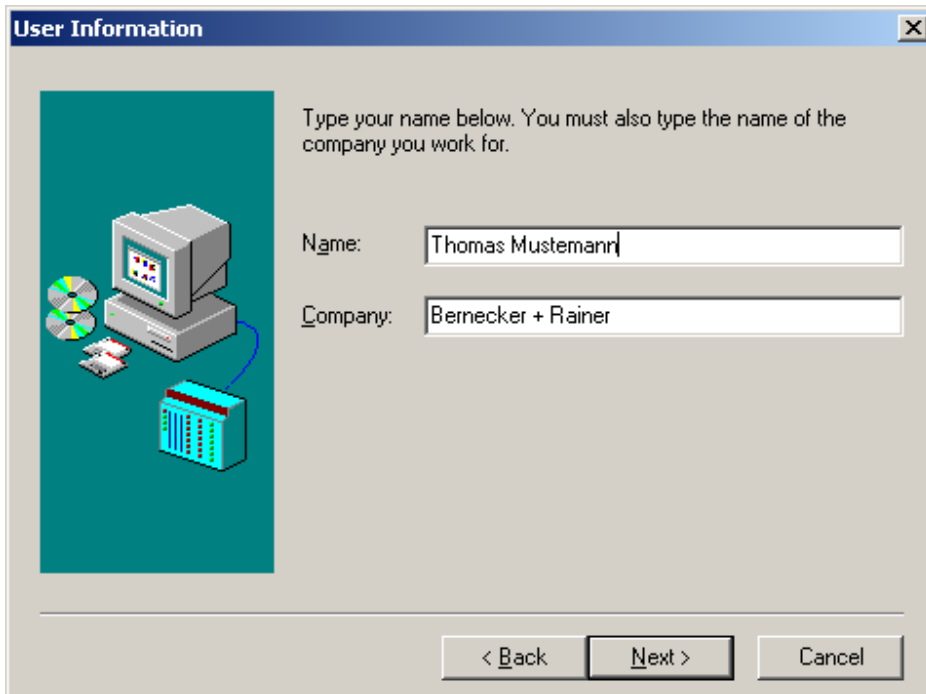 User Information
Type your name below. You must also type the name of the
company you work for.
Name: Thomas Mustemann
Company: Bernecker + Rainer
< Back Next > Cancel